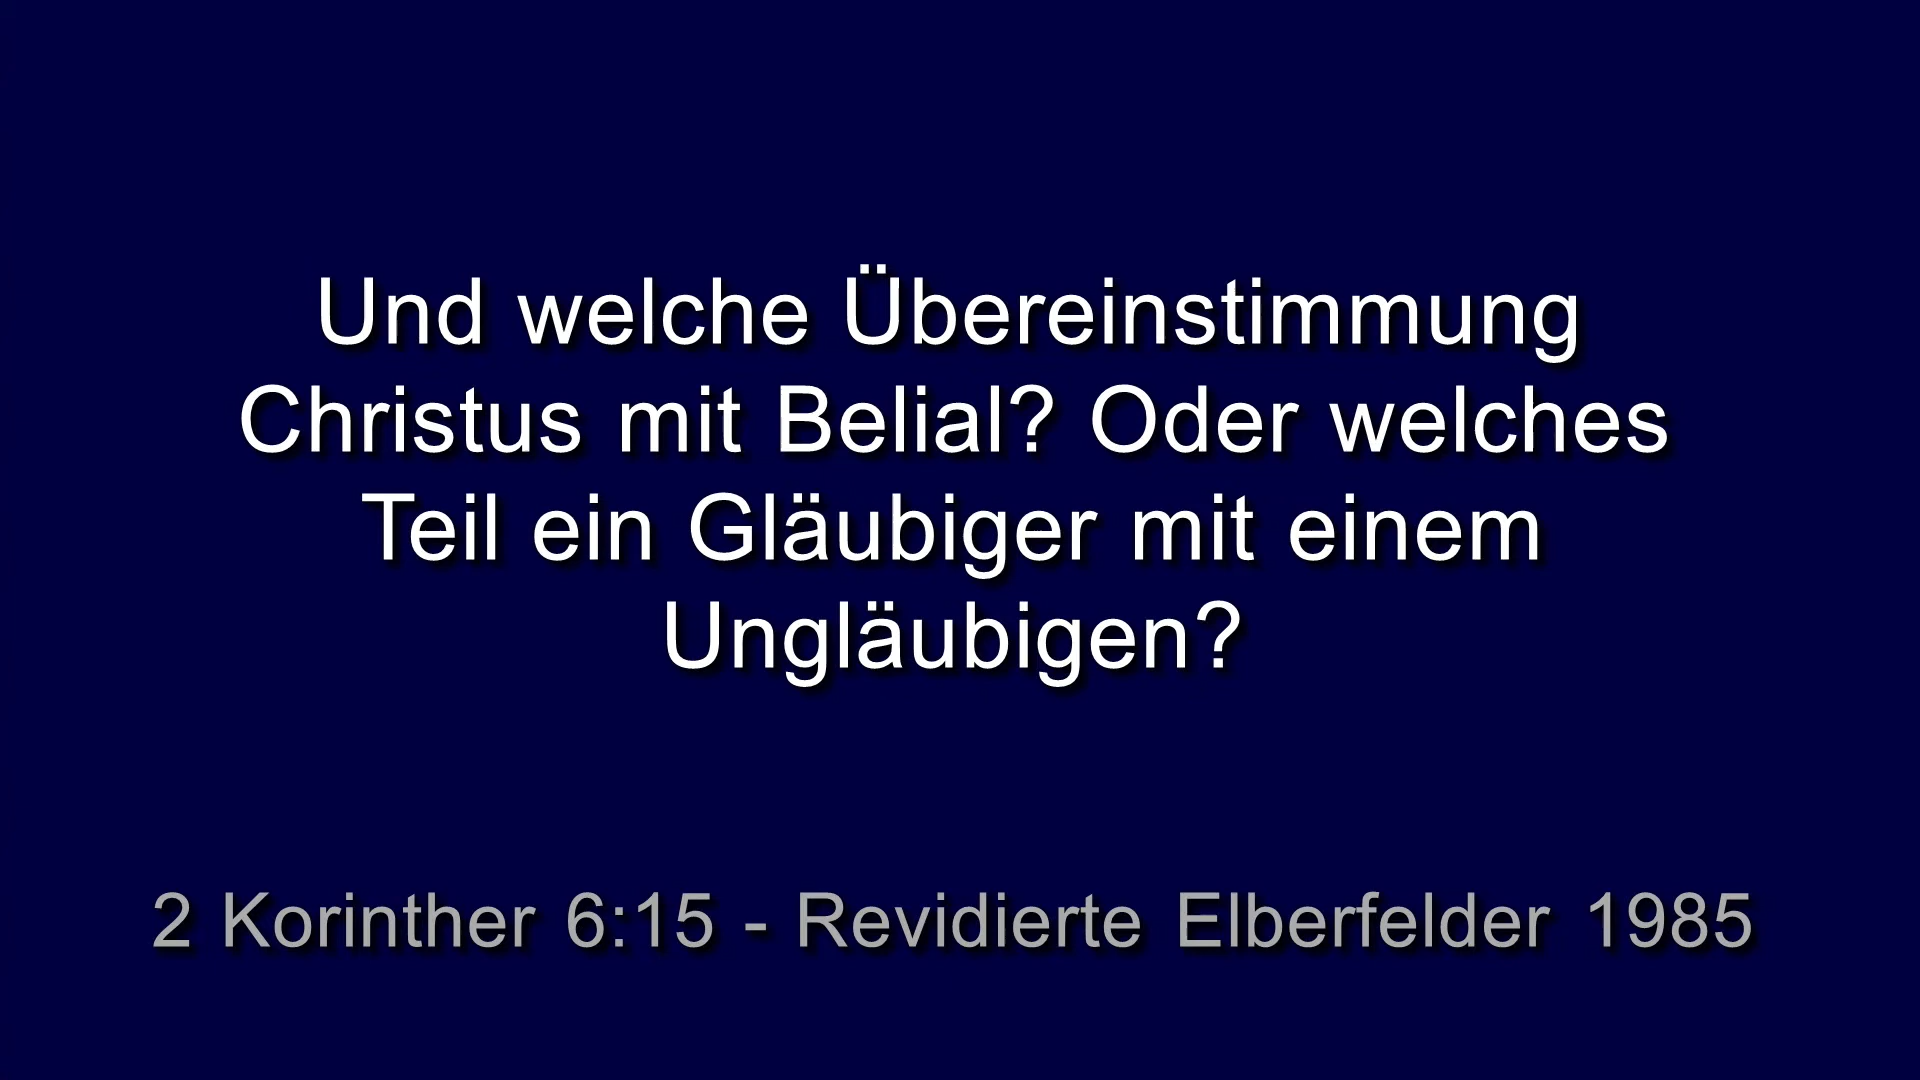 Und welche Übereinstimmung
Christus mit Belial? Oder welches
Teil ein Gläubiger mit einem
Ungläubigen?
2 Korinther 6:15 - Revidierte Elberfelder 1985